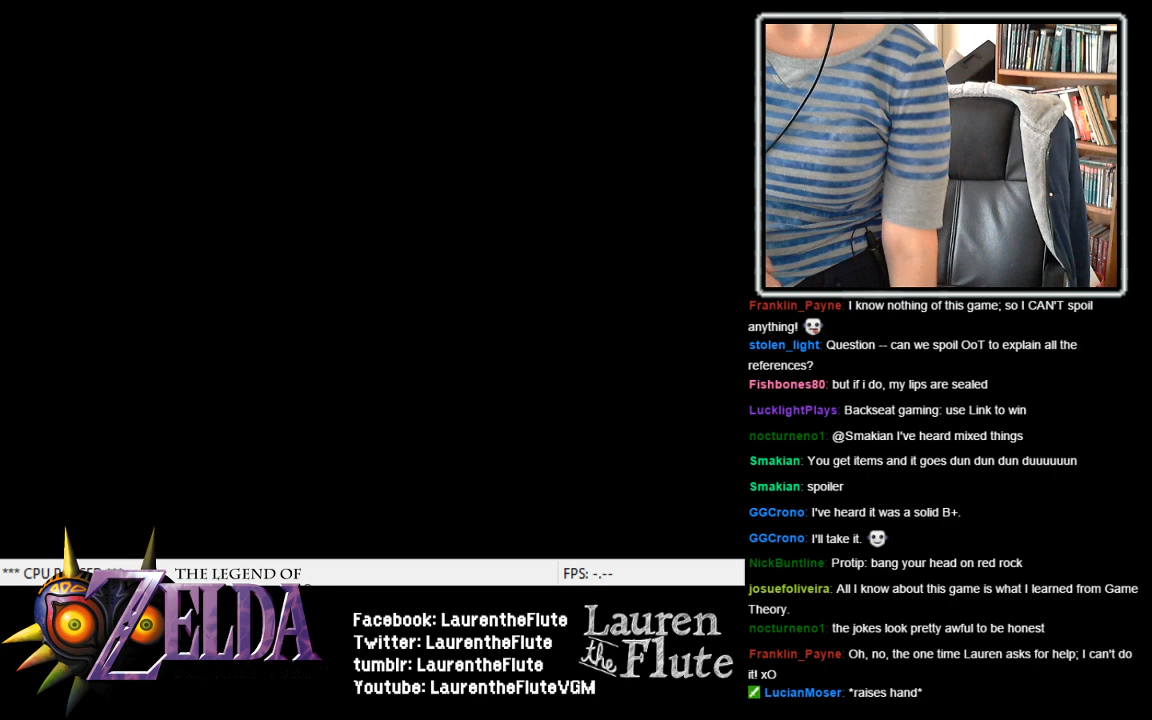 Franklin_Payne: I know nothing of this game; so I CAN'T spoil
anything!
stolen_light: Question -- can we spoil OoT to explain all the
references?
Fishbones80: but if i do, my lips are sealed
LucklightPlays: Backseat gaming: use Link to win
nocturneno1: @Smakian I've heard mixed things
Smakian: You get items and it goes dun dun dun duuuuuun
Smakian: spoiler
GGCrono: I've heard it was a solid B+.
GGCrono: I'll take it.
NickBuntline: Protip: bang your head on red rock
josuefoliveira: All I know about this game is what I learned from Game
Theory.
nocturneno1: the jokes look pretty awful to be honest
Franklin_Payne: Oh, no, the one time Lauren asks for help; I can't do
it! xO
LucianMoser: *raises hand*
*** CPU
FPS: -.--
THE LEGEND OF
ZELDA
Facebook: LaurentheFlute
Twitter: LaurentheFlute
tumblr: LaurentheFlute
Youtube: LaurentheFluteVGM
Lauren
the Flute